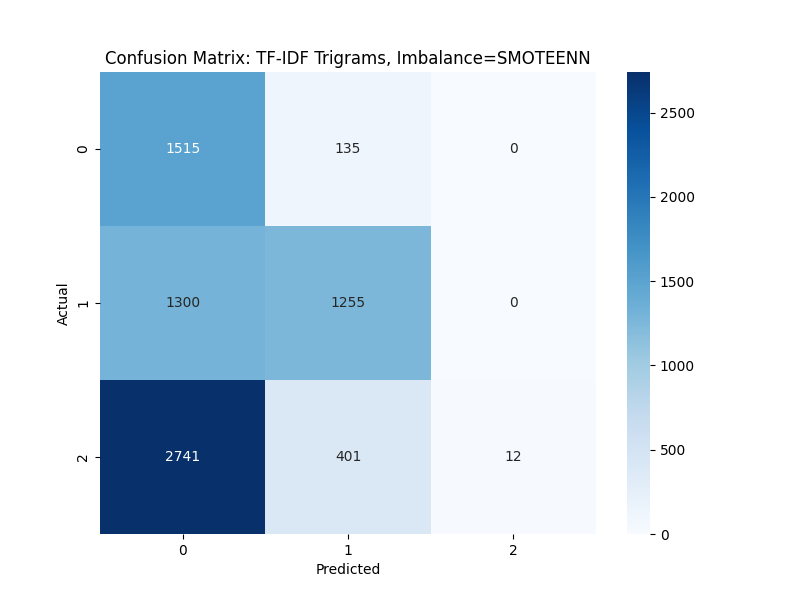 Confusion Matrix: TF-IDF Trigrams, Imbalance=SMOTEENN
0 1515 135 0
1 1300 1255 0
2 2741 401 12
0 1 2
Actual
Predicted
2500
2000
1500
1000
500
0